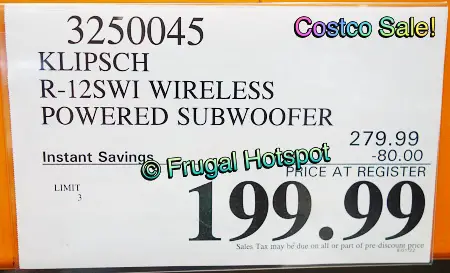 3250045
Costco Sale!
KLIPSCH
R-12SWI WIRELESS
POWERED SUBWOOFER
279.99
Instant Savings -80.00
© Frugal Hotspot
PRICE AT REGISTER
LIMIT
3
199.99
Sales Tax may be due on all or part of pre discount price